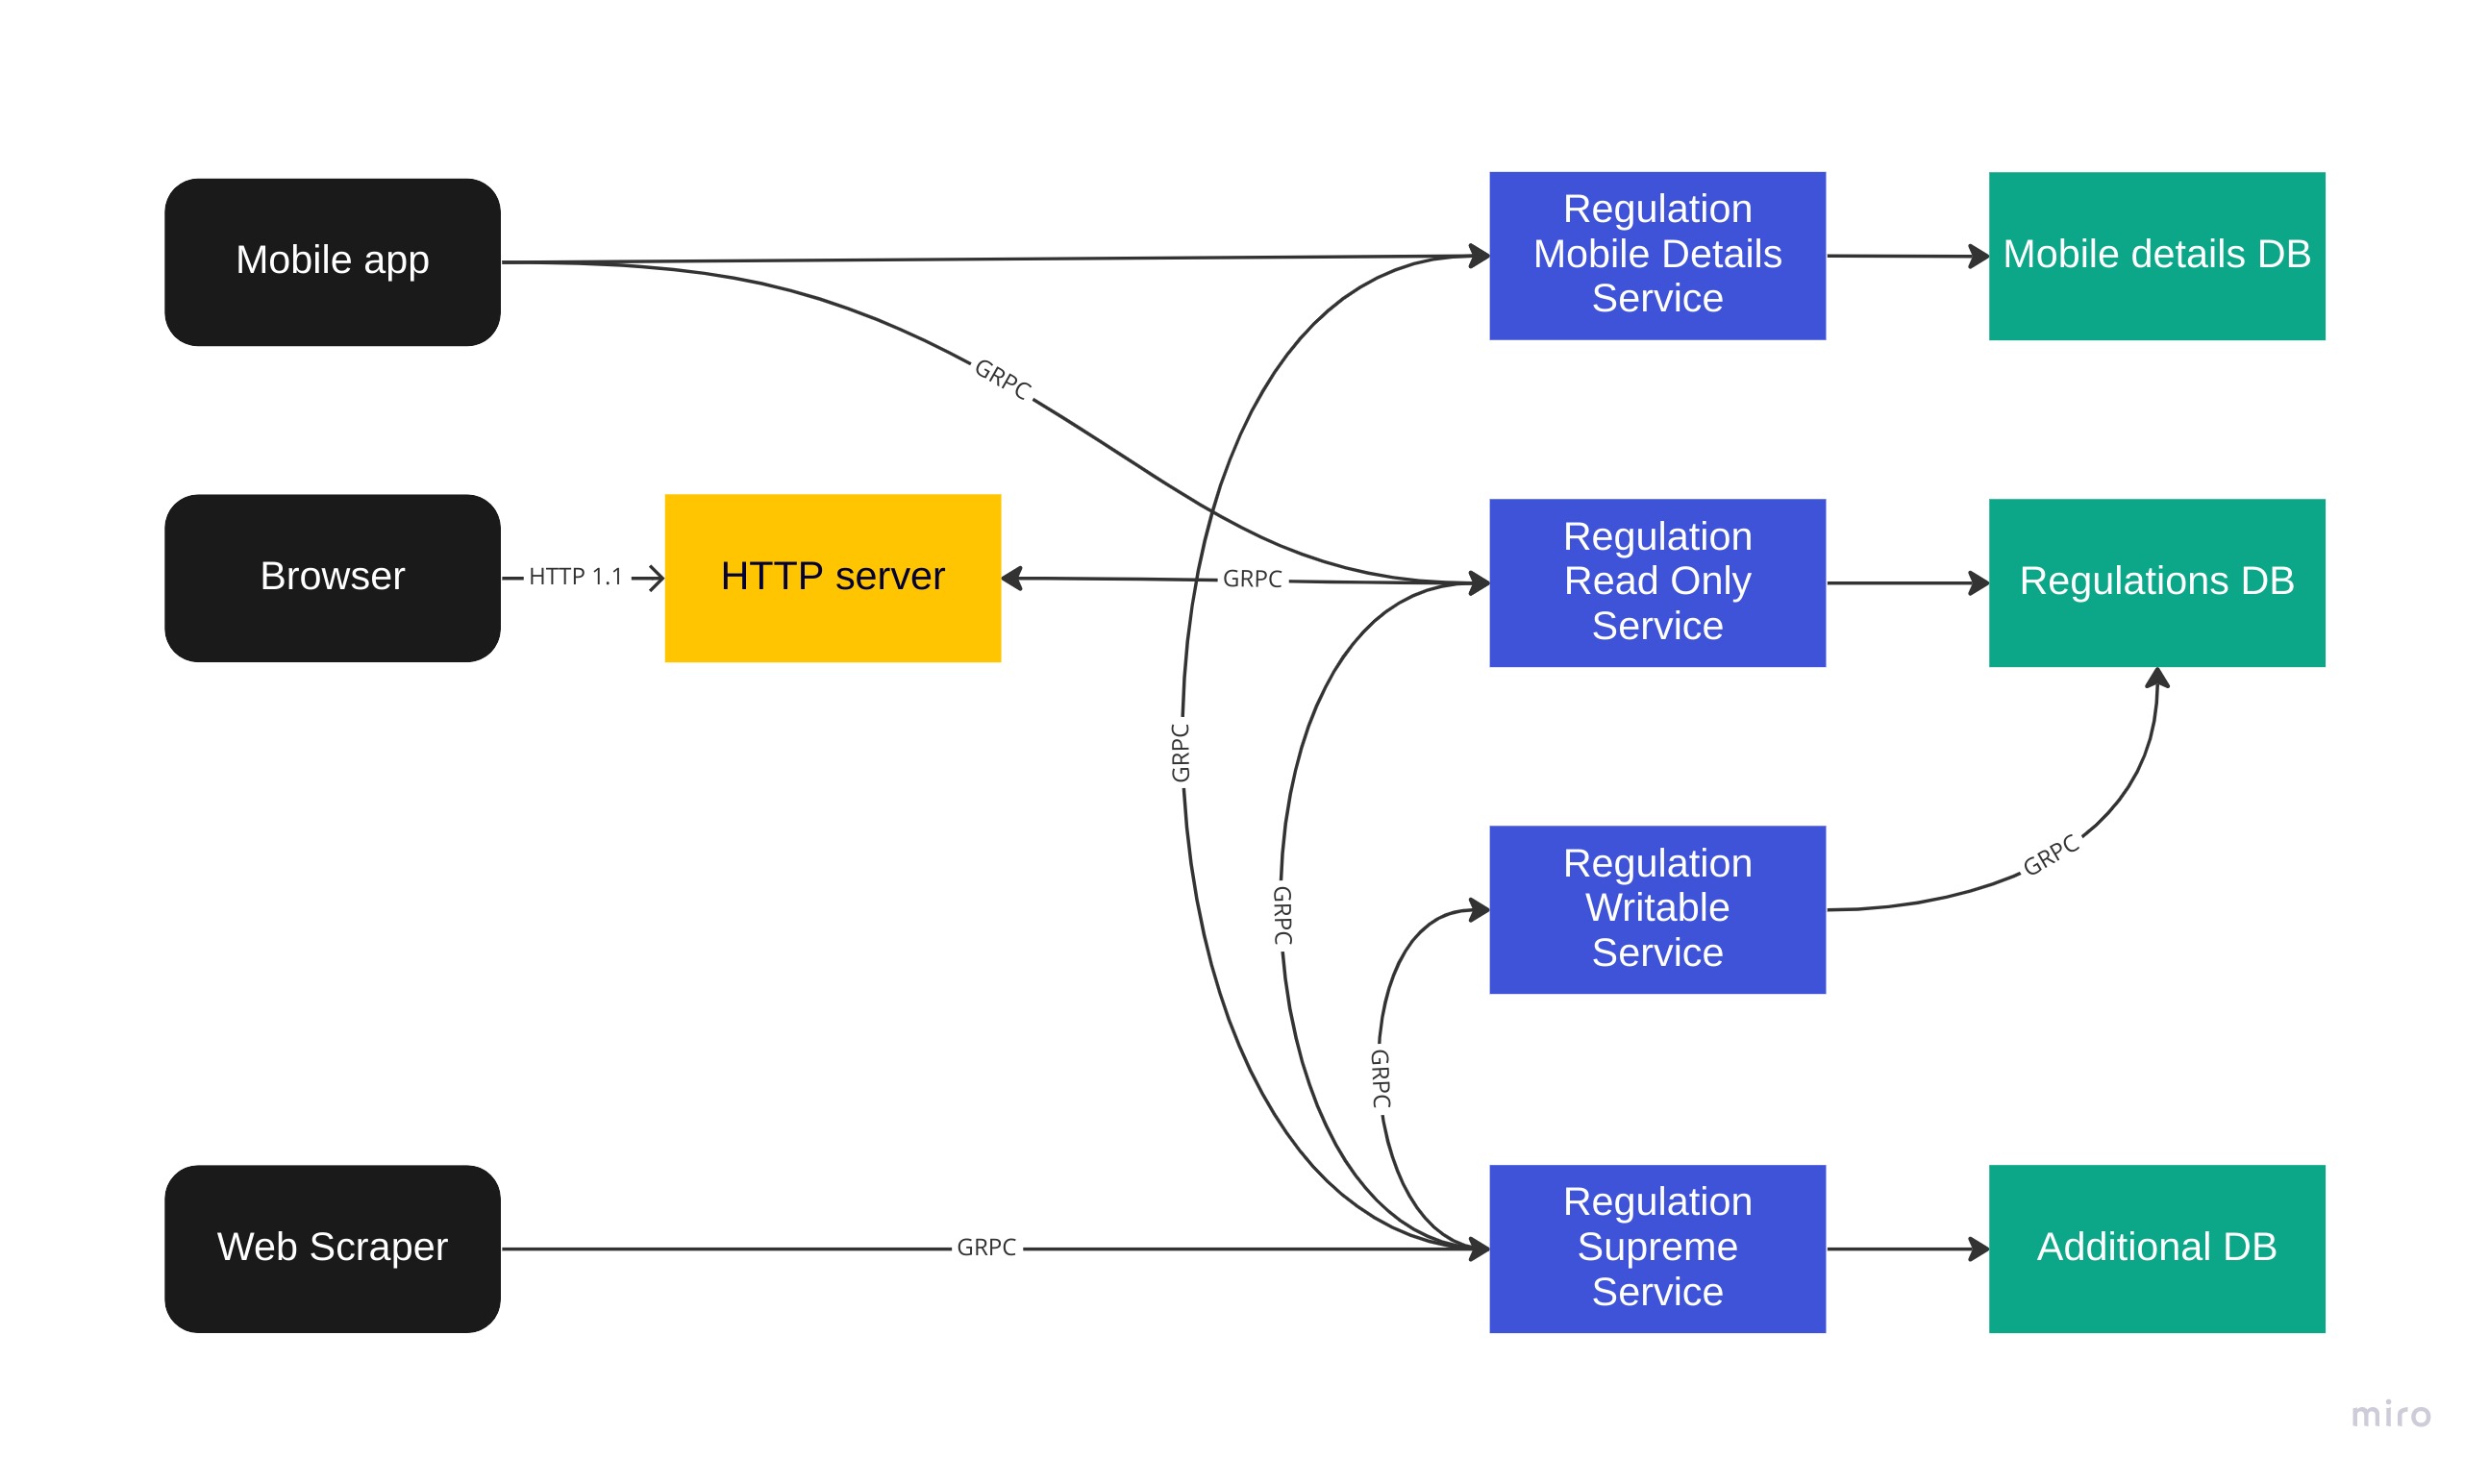 Mobile app
Regulation
Mobile Details
Service
Mobile details DB
GRPC
Browser
HTTP 1.1
HTTP server
GRPC
Regulation
Read Only
Service
Regulations DB
GRPC
GRPC
Regulation
Writable
Service
GRPC
GRPC
Web Scraper
GRPC
Regulation
Supreme
Service
Additional DB
miro